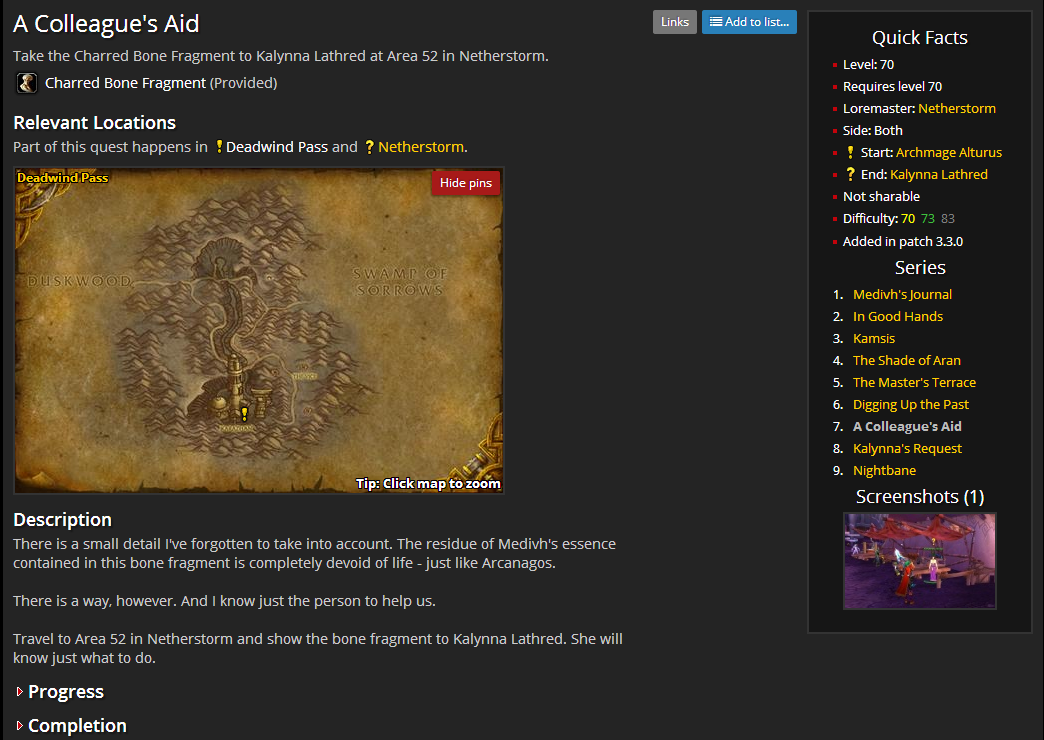 A Colleague's Aid
Links
Add to list...
Take the Charred Bone Fragment to Kalynna Lathred at Area 52 in Netherstorm.
Charred Bone Fragment (Provided)
Relevant Locations
Part of this quest happens in ! Deadwind Pass and ? Netherstorm.
Deadwind Pass
Hide pins
DUSKWOOD
SWAMP OF
SORROWS
THE VICE
KARAZHAN
Tip: Click map to zoom
Description
There is a small detail I've forgotten to take into account. The residue of Medivh's essence
contained in this bone fragment is completely devoid of life - just like Arcanagos.
There is a way, however. And I know just the person to help us.
Travel to Area 52 in Netherstorm and show the bone fragment to Kalynna Lathred. She will
know just what to do.
Progress
Completion
Quick Facts
Level: 70
Requires level 70
Loremaster: Netherstorm
Side: Both
! Start: Archmage Alturus
? End: Kalynna Lathred
Not sharable
Difficulty: 70 73 83
Added in patch 3.3.0
Series
1. Medivh's Journal
2. In Good Hands
3. Kamsis
4. The Shade of Aran
5. The Master's Terrace
6. Digging Up the Past
7. A Colleague's Aid
8. Kalynna's Request
9. Nightbane
Screenshots (1)